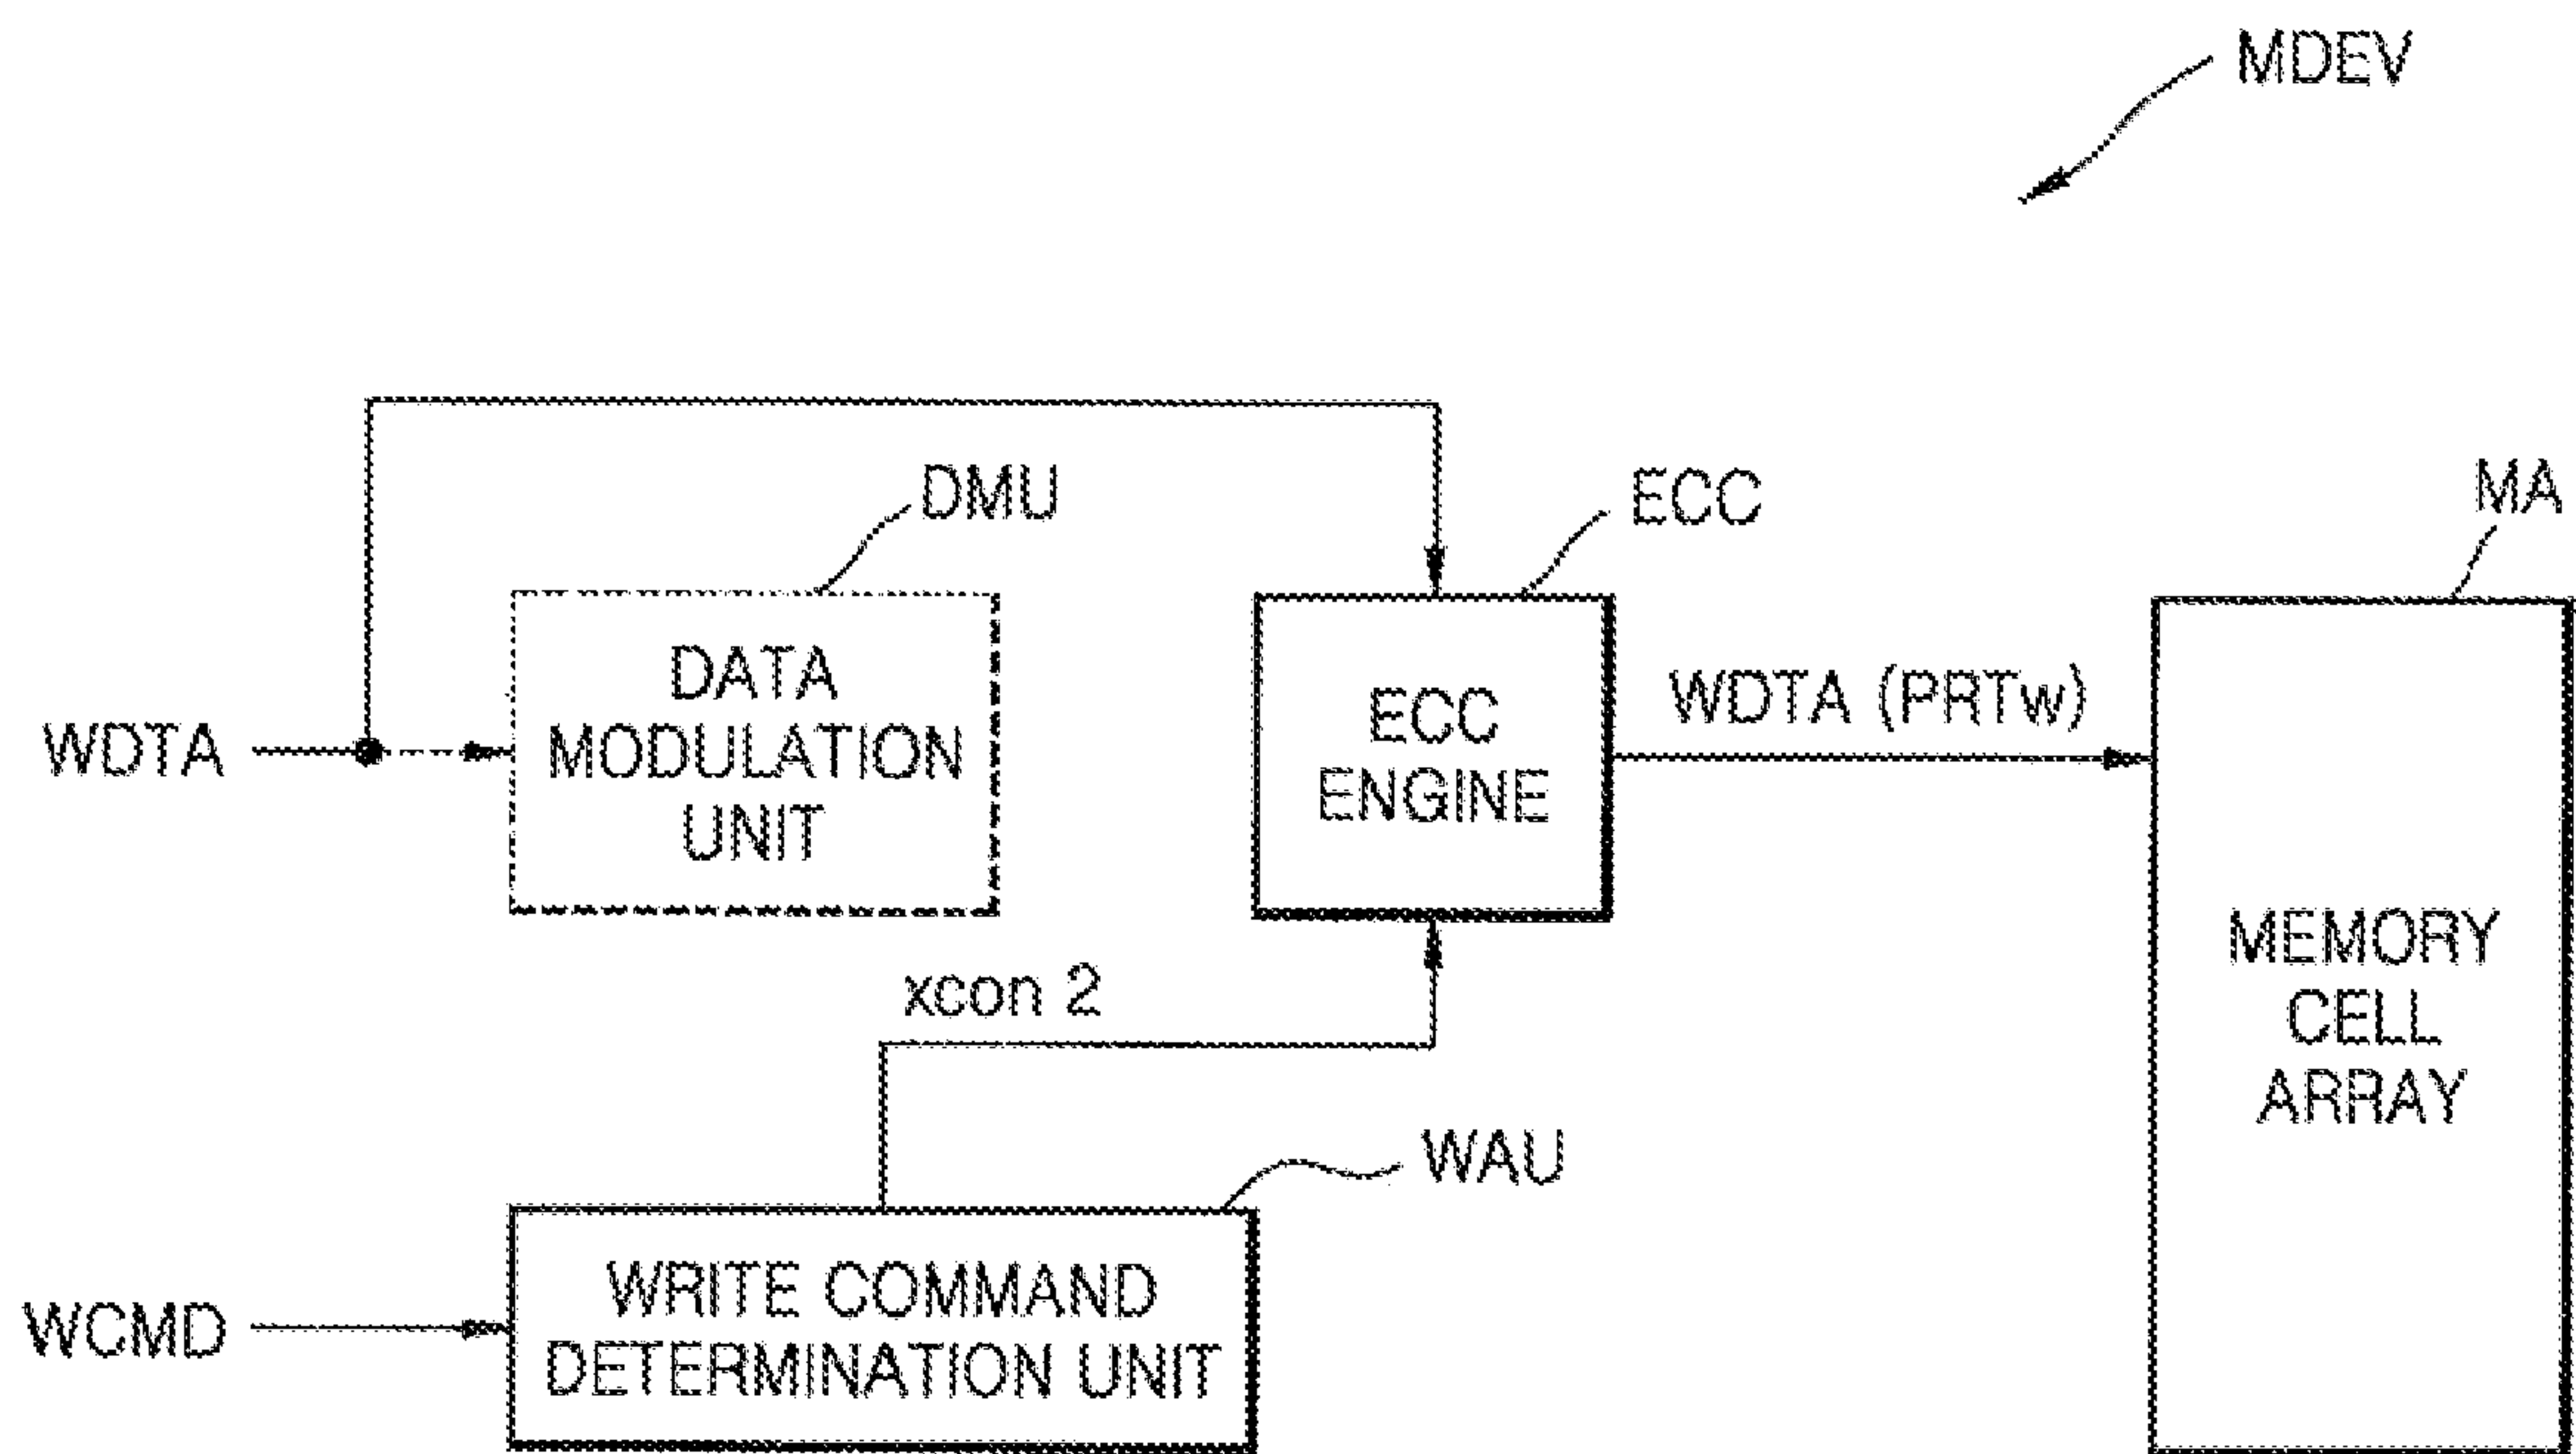 MDEV
DMU
ECC
MA
DATA
MODULATION
UNIT
WDTA
ECC
ENGINE
WDTA (PRTw)
MEMORY
CELL
ARRAY
xcon 2
WAU
WCMD
WRITE COMMAND
DETERMINATION UNIT